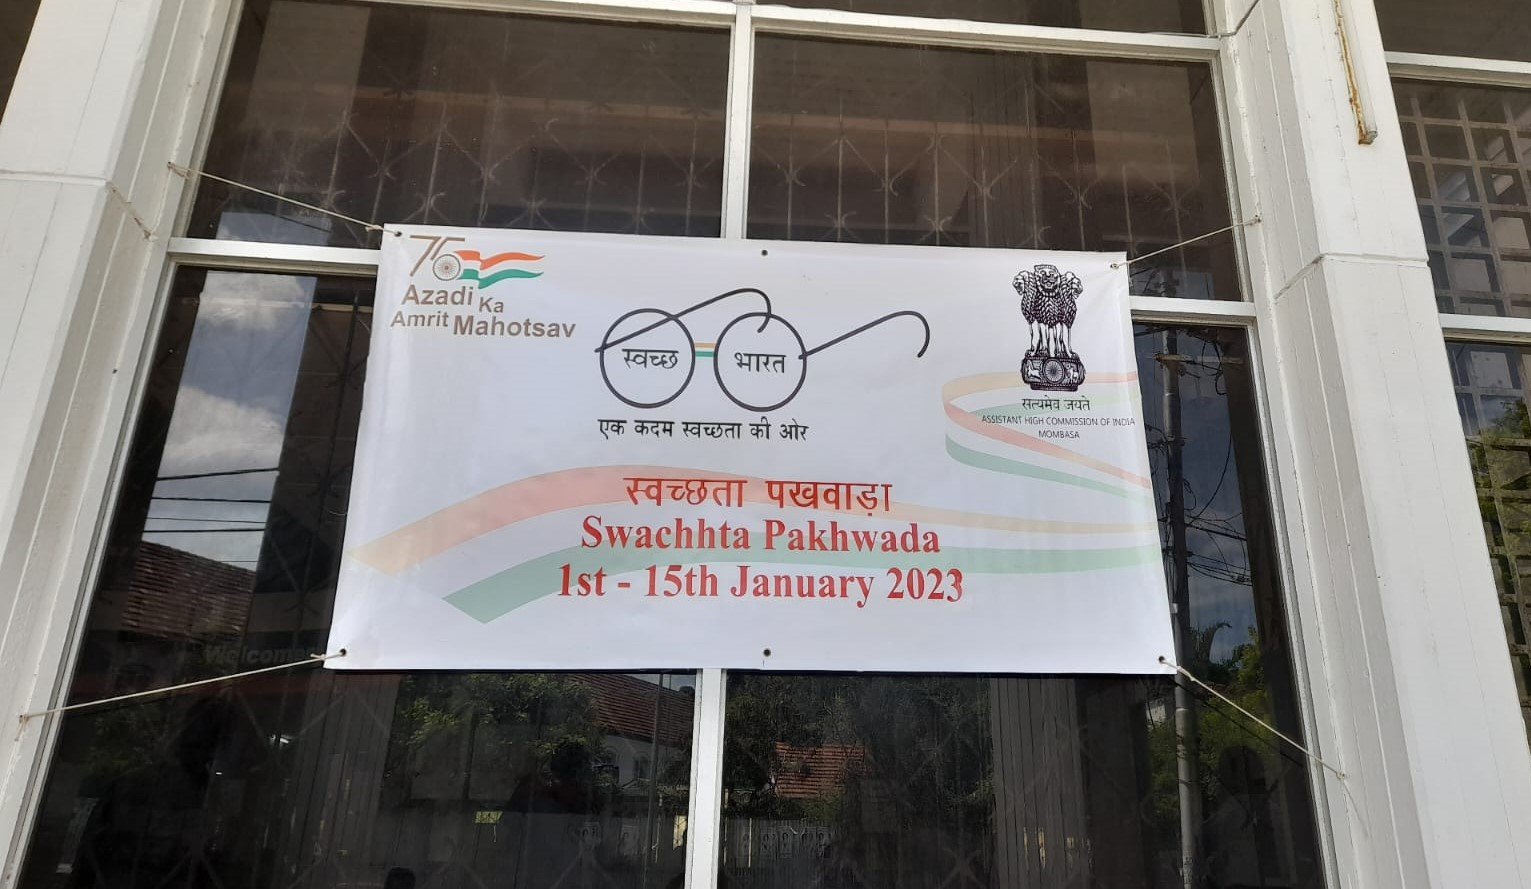 75
Azadi Ka
Amrit Mahotsav
स्वच्छ भारत
एक कदम स्वच्छता की ओर
सत्यमेव जयते
ASSISTANT HIGH COMMISSION OF INDIA
MOMBASA
स्वच्छता पखवाड़ा
Swachhta Pakhwada
1st - 15th January 2023
Welcome